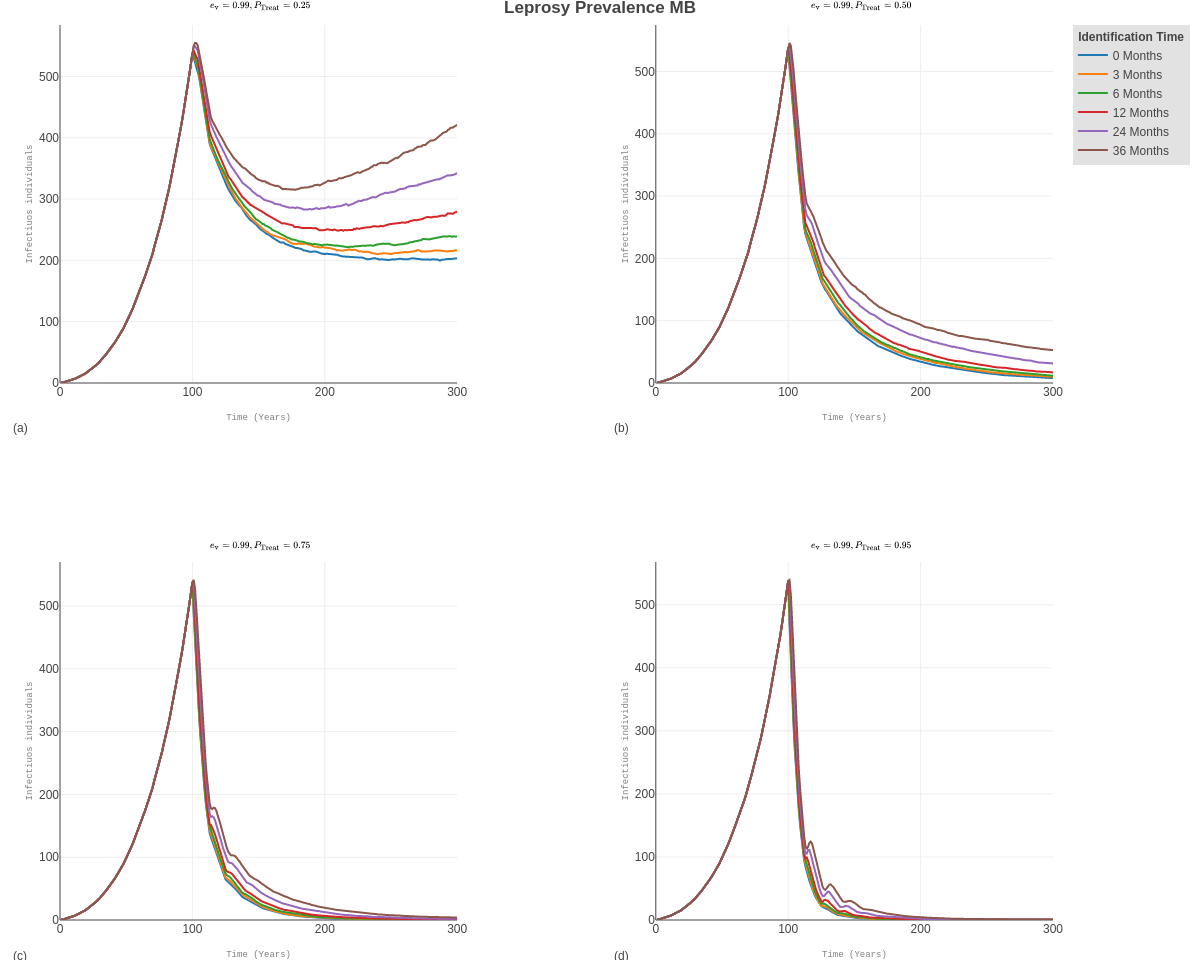 Leprosy Prevalence MB
e_v = 0.99, P_Treat = 0.25
500
400
300
200
100
0
0 100 200 300
Infectiuos individuals
Time (Years)
(a)
e_v = 0.99, P_Treat = 0.50
500
400
300
200
100
0
0 100 200 300
Infectiuos individuals
Time (Years)
(b)
Identification Time
0 Months
3 Months
6 Months
12 Months
24 Months
36 Months
e_v = 0.99, P_Treat = 0.75
500
400
300
200
100
0
0 100 200 300
Infectiuos individuals
Time (Years)
(c)
e_v = 0.99, P_Treat = 0.95
500
400
300
200
100
0
0 100 200 300
Infectiuos individuals
Time (Years)
(d)